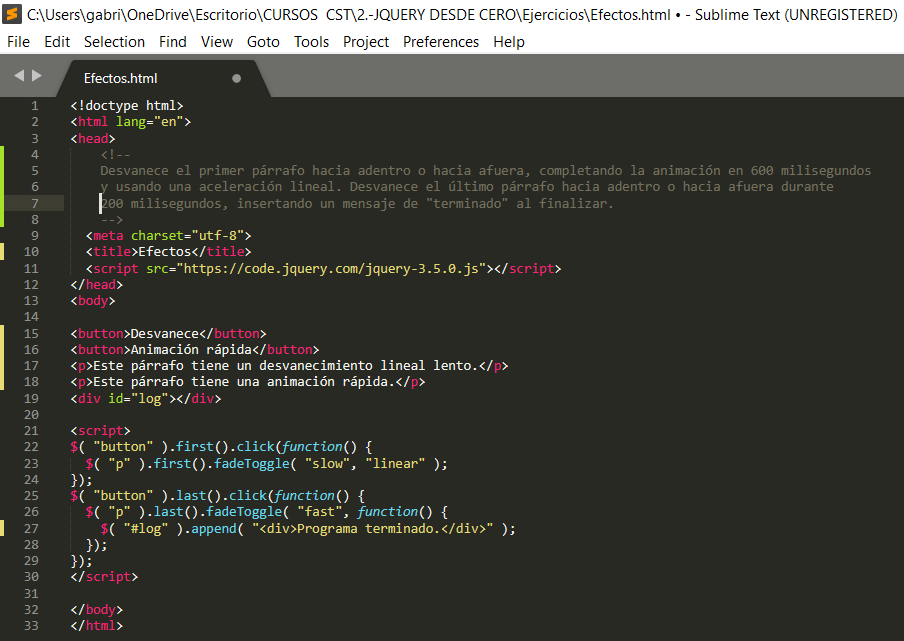 C:\Users\gabri\OneDrive\Escritorio\CURSOS  CST\2.-JQUERY DESDE CERO\Ejercicios\Efectos.html • - Sublime Text (UNREGISTERED)
File Edit Selection Find View Goto Tools Project Preferences Help
Efectos.html
1 <!doctype html>
2 <html lang="en">
3 <head>
4     <!--
5     Desvanece el primer párrafo hacia adentro o hacia afuera, completando la animación en 600 milisegundos
6     y usando una aceleración lineal. Desvanece el último párrafo hacia adentro o hacia afuera durante
7     200 milisegundos, insertando un mensaje de "terminado" al finalizar.
8     -->
9   <meta charset="utf-8">
10   <title>Efectos</title>
11   <script src="https://code.jquery.com/jquery-3.5.0.js"></script>
12 </head>
13 <body>
14
15 <button>Desvanece</button>
16 <button>Animación rápida</button>
17 <p>Este párrafo tiene un desvanecimiento lineal lento.</p>
18 <p>Este párrafo tiene una animación rápida.</p>
19 <div id="log"></div>
20
21 <script>
22 $( "button" ).first().click(function() {
23   $( "p" ).first().fadeToggle( "slow", "linear" );
24 });
25 $( "button" ).last().click(function() {
26   $( "p" ).last().fadeToggle( "fast", function() {
27     $( "#log" ).append( "<div>Programa terminado.</div>" );
28   });
29 });
30 </script>
31
32 </body>
33 </html>